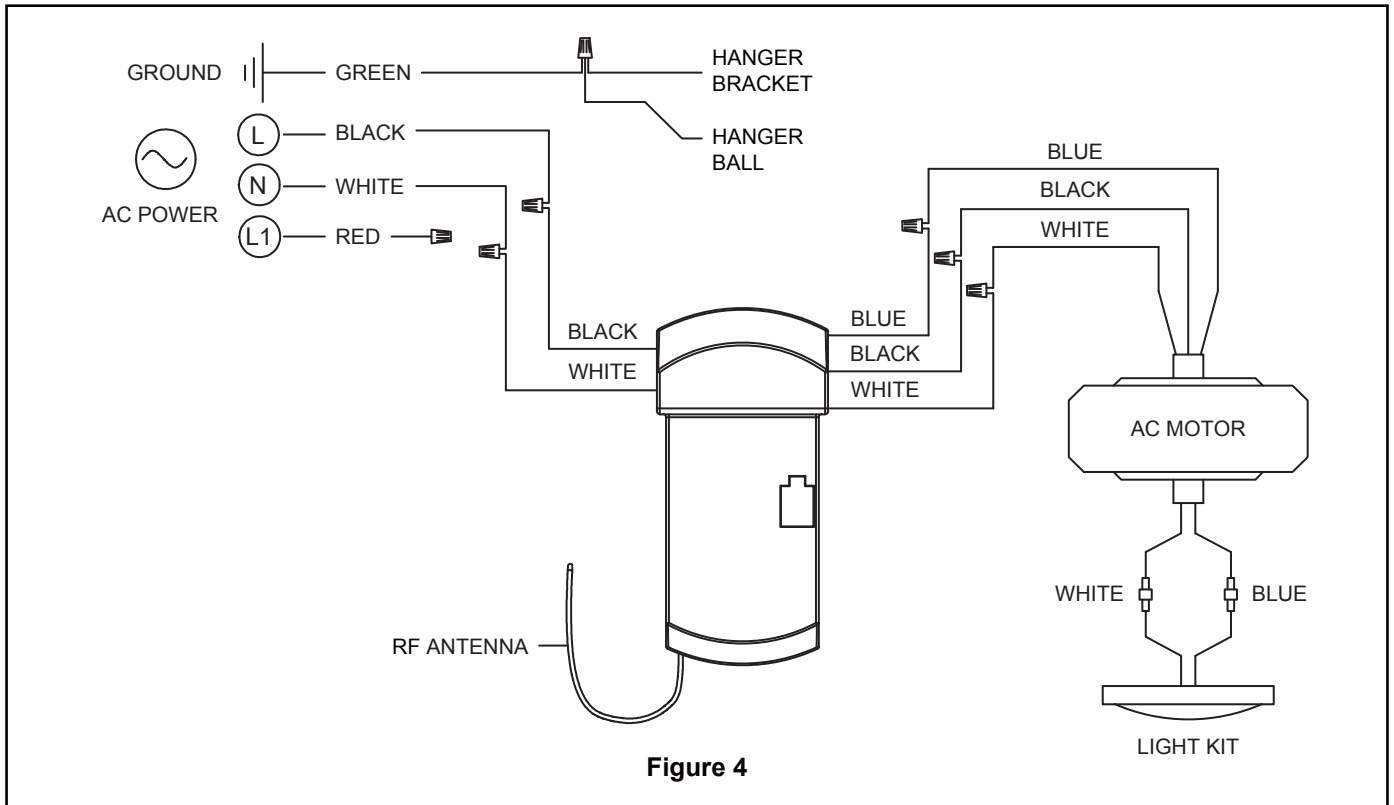 GROUND
GREEN
HANGER
BRACKET
HANGER
BALL
L
BLACK
N
WHITE
L1
RED
AC POWER
BLUE
BLACK
WHITE
BLACK
WHITE
BLUE
BLACK
WHITE
AC MOTOR
WHITE
BLUE
RF ANTENNA
LIGHT KIT
Figure 4